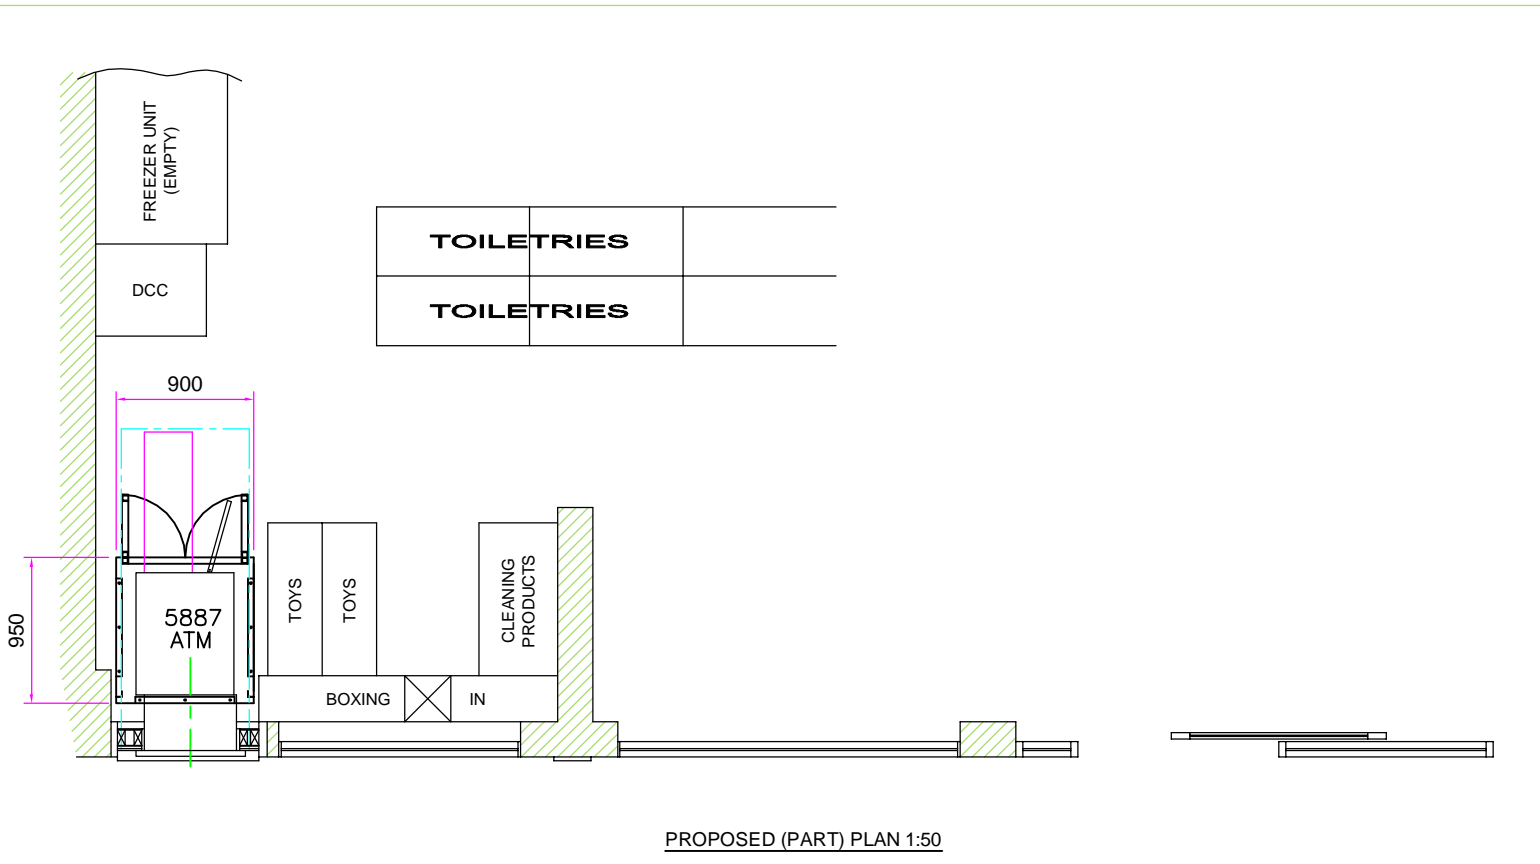 FREEZER UNIT
(EMPTY)
TOILETRIES
DCC
TOILETRIES
900
950
5887
ATM
TOYS
TOYS
CLEANING
PRODUCTS
BOXING
IN
PROPOSED (PART) PLAN 1:50